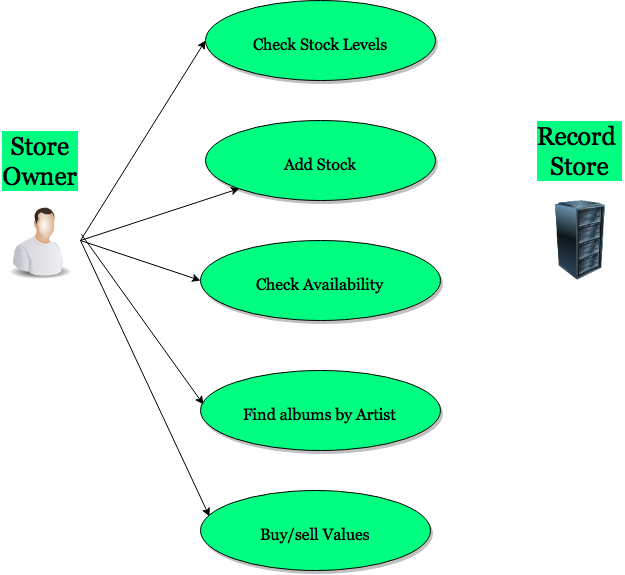 Check Stock Levels
Store
Owner
Add Stock
Record
Store
Check Availability
Find albums by Artist
Buy/sell Values